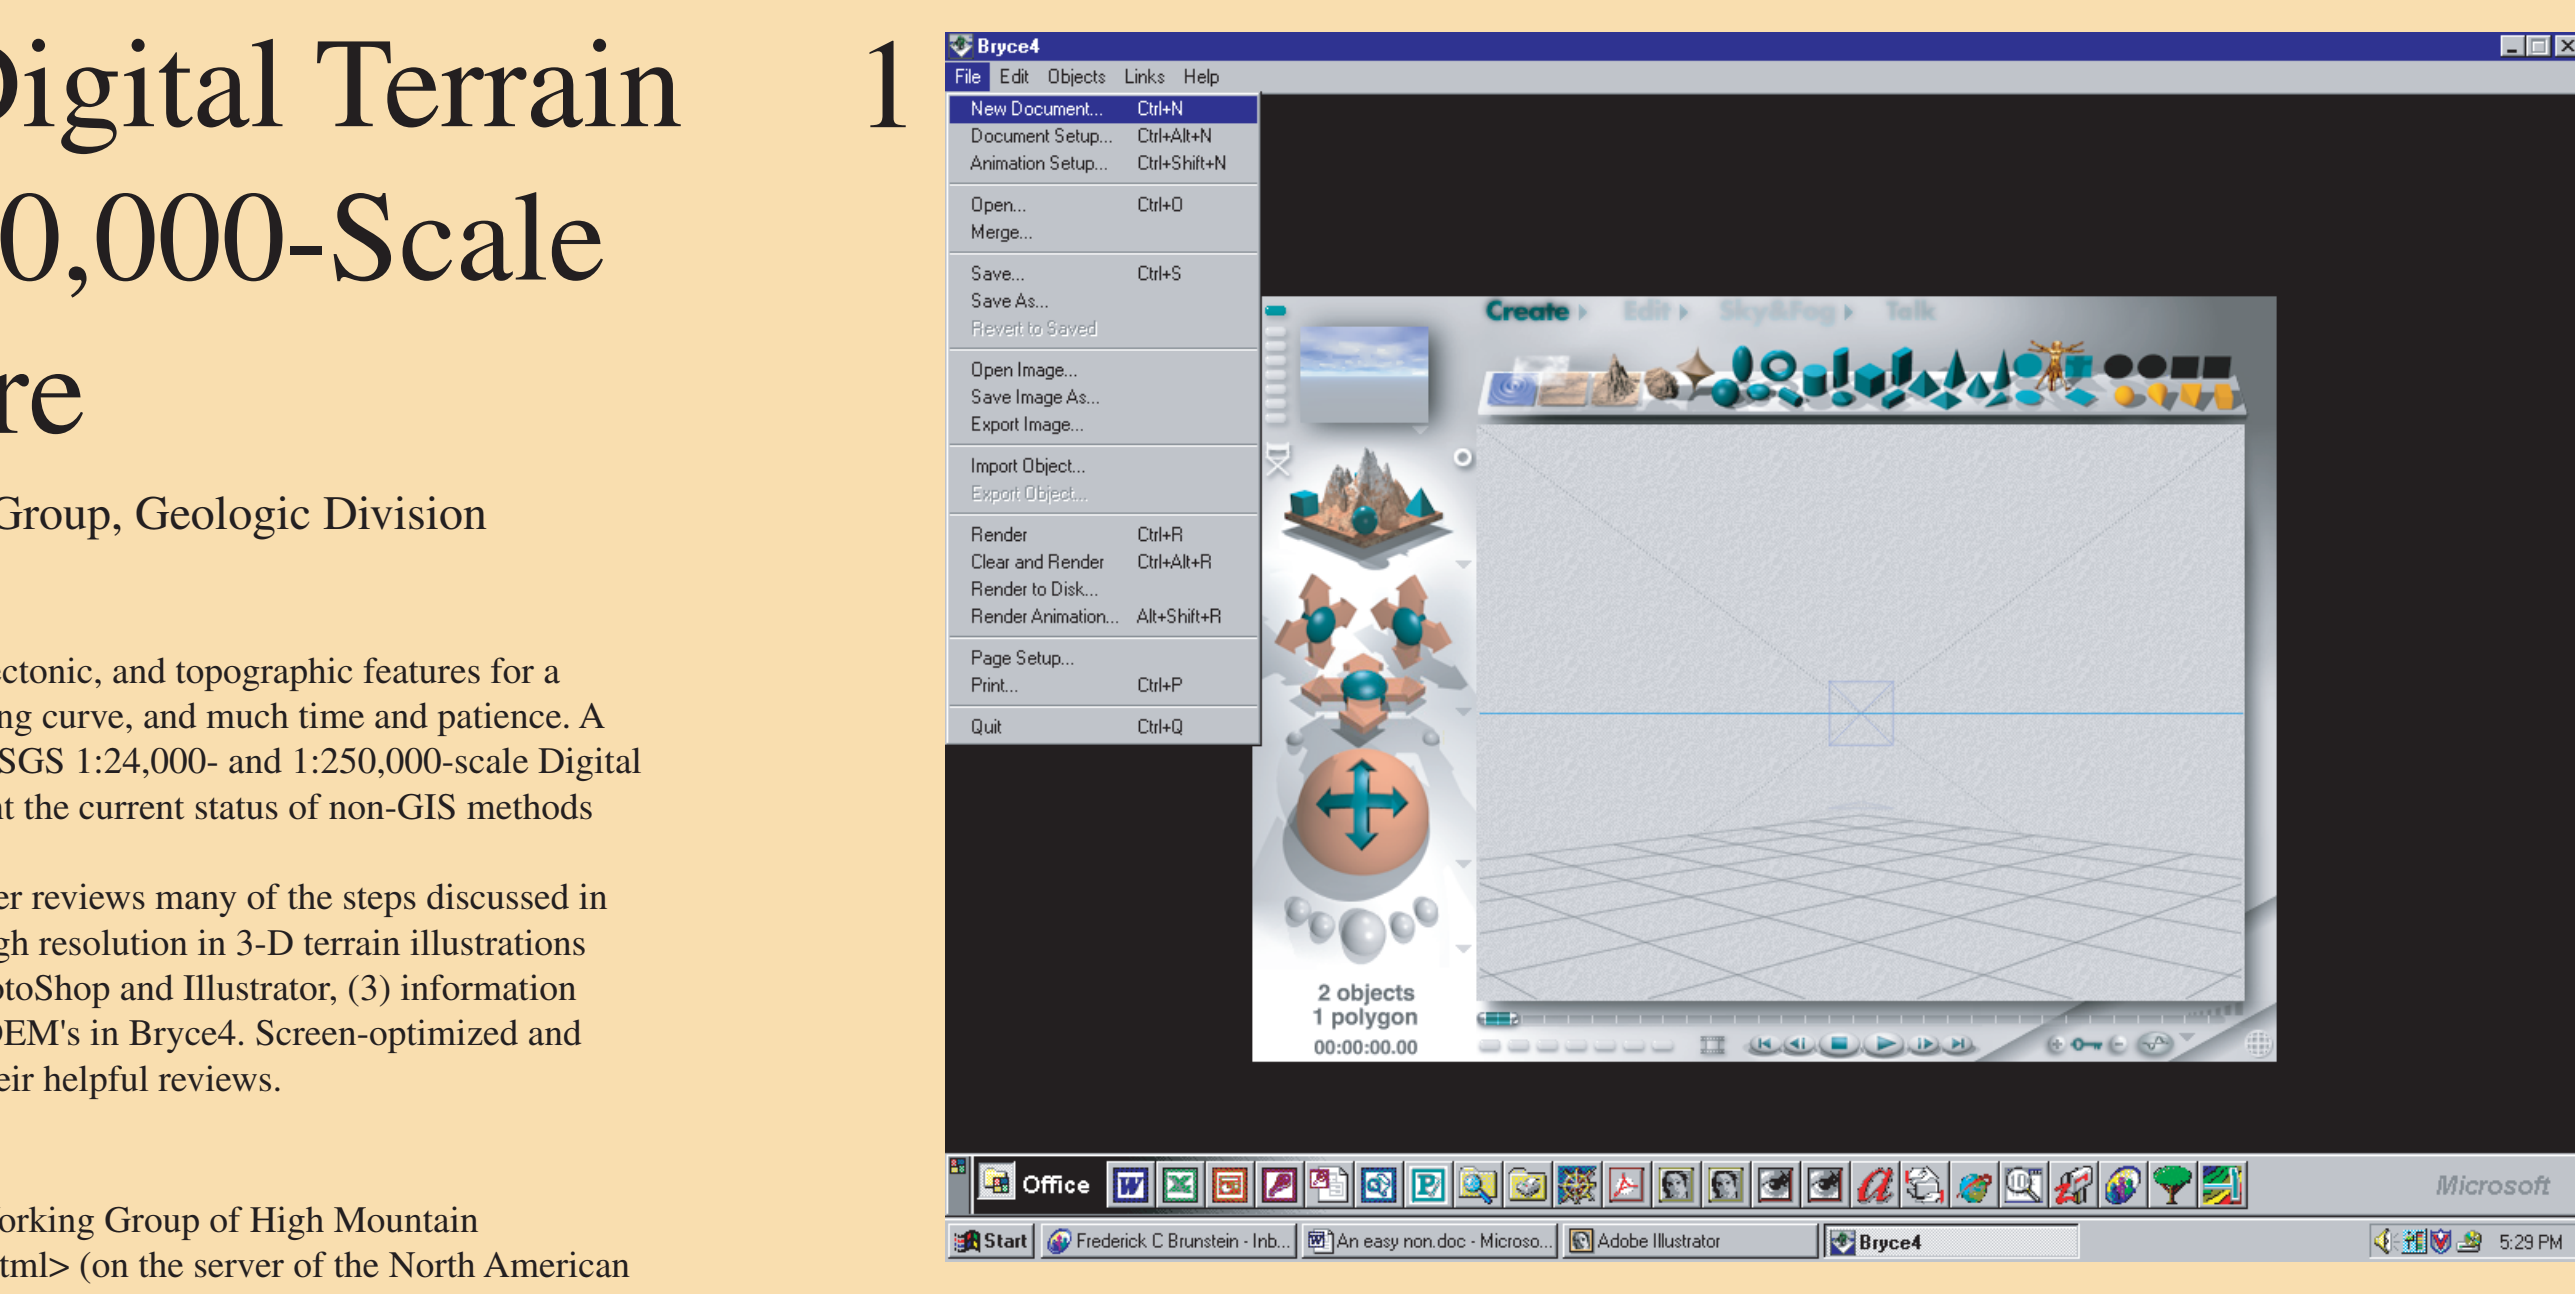 Digital Terrain
0,000-Scale
re
Group, Geologic Division
ectonic, and topographic features for a
ng curve, and much time and patience. A
SGS 1:24,000- and 1:250,000-scale Digital
nt the current status of non-GIS methods
er reviews many of the steps discussed in
gh resolution in 3-D terrain illustrations
otoShop and Illustrator, (3) information
DEM's in Bryce4. Screen-optimized and
eir helpful reviews.
orking Group of High Mountain
tml> (on the server of the North American
1
Bryce4
File Edit Objects Links Help
New Document... Ctrl+N
Document Setup... Ctrl+Alt+N
Animation Setup... Ctrl+Shift+N
Open... Ctrl+O
Merge...
Save... Ctrl+S
Save As...
Revert to Saved
Open Image...
Save Image As...
Export Image...
Import Object...
Export Object...
Render Ctrl+R
Clear and Render Ctrl+Alt+R
Render to Disk...
Render Animation... Alt+Shift+R
Page Setup...
Print... Ctrl+P
Quit Ctrl+Q
Create Edit Sky&Fog Talk
2 objects
1 polygon
00:00:00.00
Office Microsoft
Start Frederick C Brunstein - Inb... An easy non.doc - Microso... Adobe Illustrator Bryce4 5:29 PM